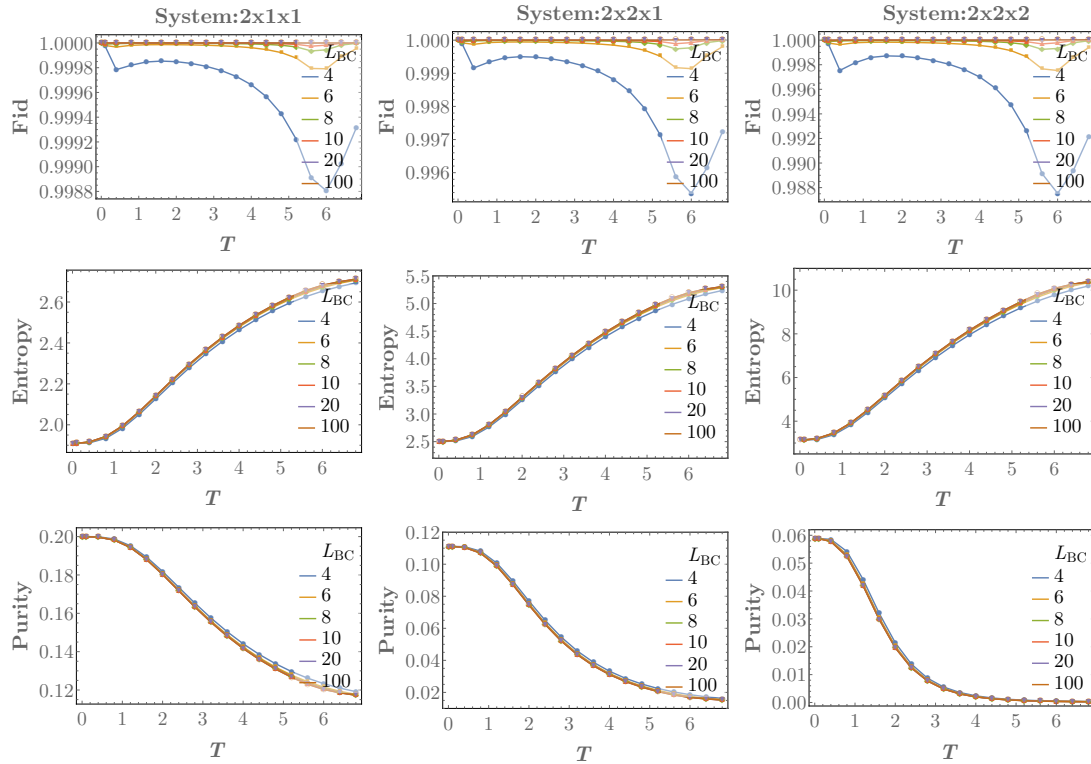 System:2x1x1
Fid
1.0000
0.9998
0.9996
0.9994
0.9992
0.9990
0.9988
0 1 2 3 4 5 6
T
L_BC
4
6
8
10
20
100
System:2x2x1
Fid
1.000
0.999
0.998
0.997
0.996
0 1 2 3 4 5 6
T
L_BC
4
6
8
10
20
100
System:2x2x2
Fid
1.000
0.998
0.996
0.994
0.992
0.990
0.988
0 1 2 3 4 5 6
T
L_BC
4
6
8
10
20
100
Entropy
2.6
2.4
2.2
2.0
0 1 2 3 4 5 6
T
L_BC
4
6
8
10
20
100
Entropy
5.5
5.0
4.5
4.0
3.5
3.0
2.5
0 1 2 3 4 5 6
T
L_BC
4
6
8
10
20
100
Entropy
10
8
6
4
0 1 2 3 4 5 6
T
L_BC
4
6
8
10
20
100
Purity
0.20
0.18
0.16
0.14
0.12
0 1 2 3 4 5 6
T
L_BC
4
6
8
10
20
100
Purity
0.12
0.10
0.08
0.06
0.04
0.02
0 1 2 3 4 5 6
T
L_BC
4
6
8
10
20
100
Purity
0.06
0.05
0.04
0.03
0.02
0.01
0.00
0 1 2 3 4 5 6
T
L_BC
4
6
8
10
20
100